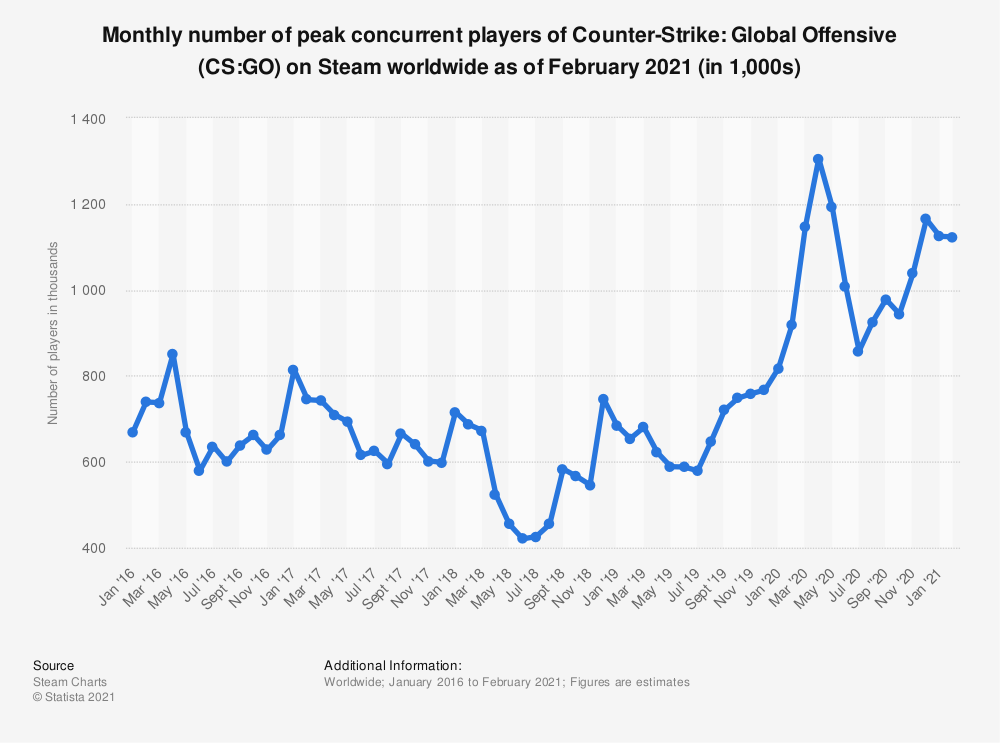 Monthly number of peak concurrent players of Counter-Strike: Global Offensive
(CS:GO) on Steam worldwide as of February 2021 (in 1,000s)
Number of players in thousands
1 400
1 200
1 000
800
600
400
Jan '16
Mar '16
May '16
Jul '16
Sept '16
Nov '16
Jan '17
Mar '17
May '17
Jul '17
Sept '17
Nov '17
Jan '18
Mar '18
May '18
Jul '18
Sept '18
Nov '18
Jan '19
Mar '19
May '19
Jul' '19
Sept '19
Nov '19
Jan '20
Mar '20
May '20
Jul '20
Sep "20
Nov '20
Jan '21
Source
Steam Charts
© Statista 2021
Additional Information:
Worldwide; January 2016 to February 2021; Figures are estimates